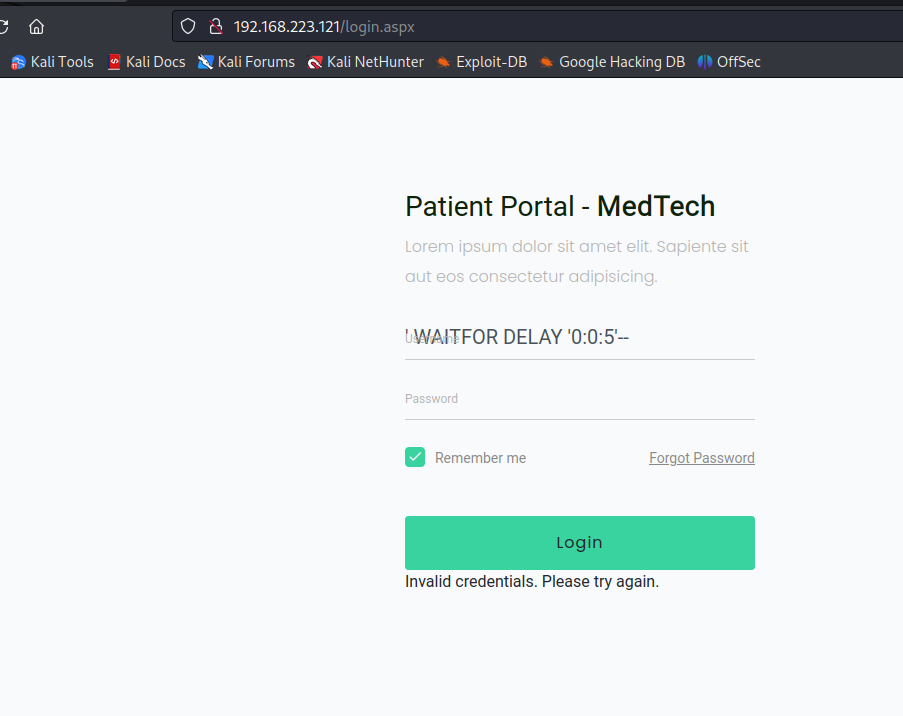 192.168.223.121/login.aspx
Kali Tools Kali Docs Kali Forums Kali NetHunter Exploit-DB Google Hacking DB OffSec
Patient Portal - MedTech
Lorem ipsum dolor sit amet elit. Sapiente sit
aut eos consectetur adipisicing.
Username
' WAITFOR DELAY '0:0:5'--
Password
Remember me Forgot Password
Login
Invalid credentials. Please try again.